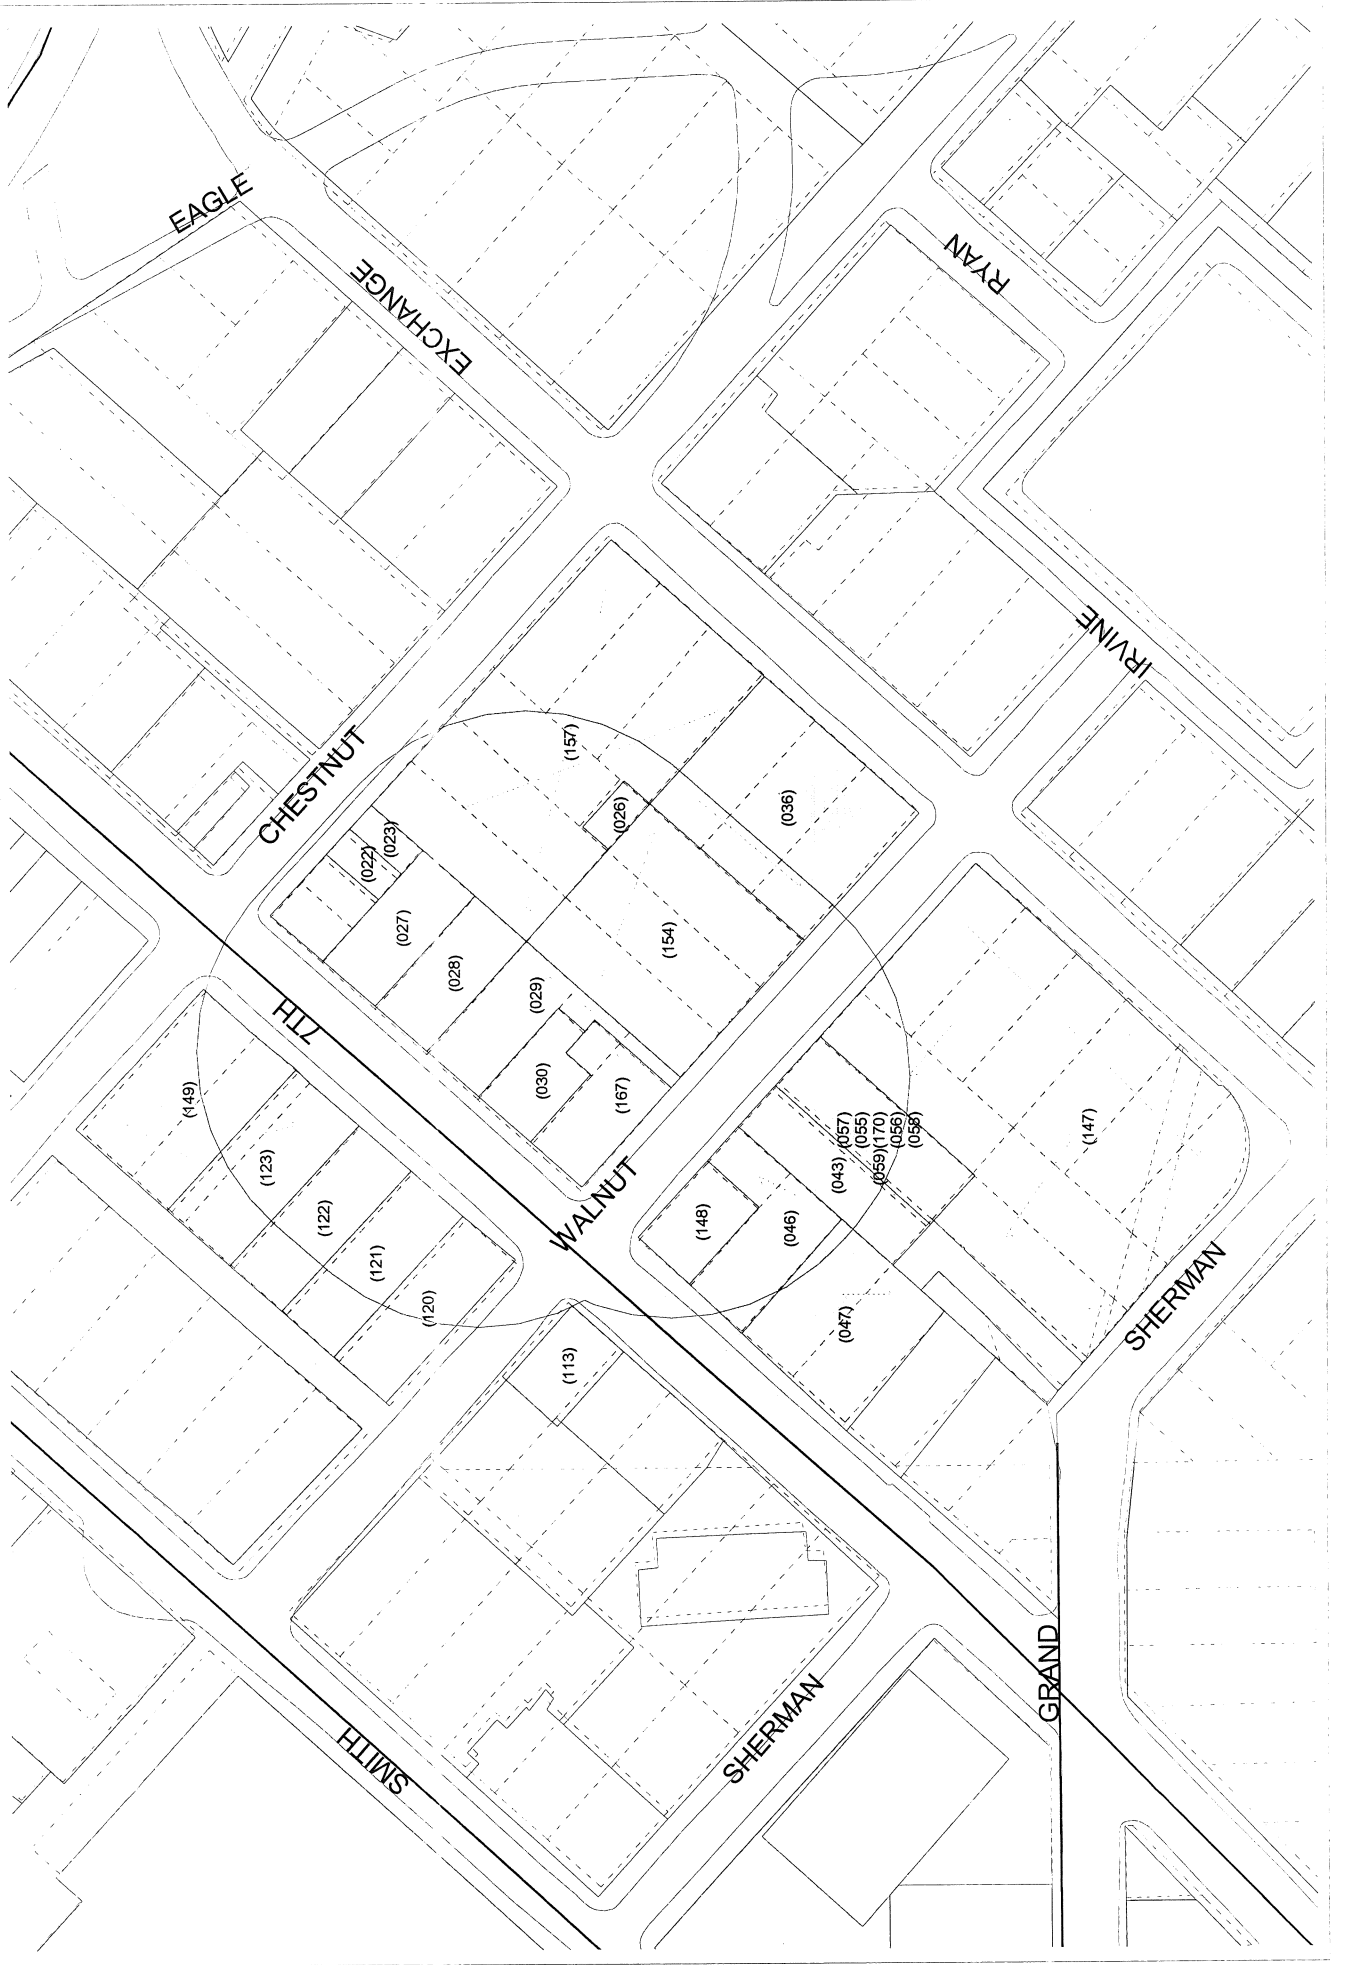 EAGLE
EXCHANGE
RYAN
IRVINE
CHESTNUT
(157)
(026)
(036)
(022)
(023)
(027)
(028)
(154)
(029)
(030)
(167)
7TH
(149)
(123)
(122)
(121)
(120)
(113)
WALNUT
(148)
(046)
(047)
(043)
(057)
(055)
(170)
(059)
(056)
(058)
(147)
SHERMAN
GRAND
SHERMAN
SMITH